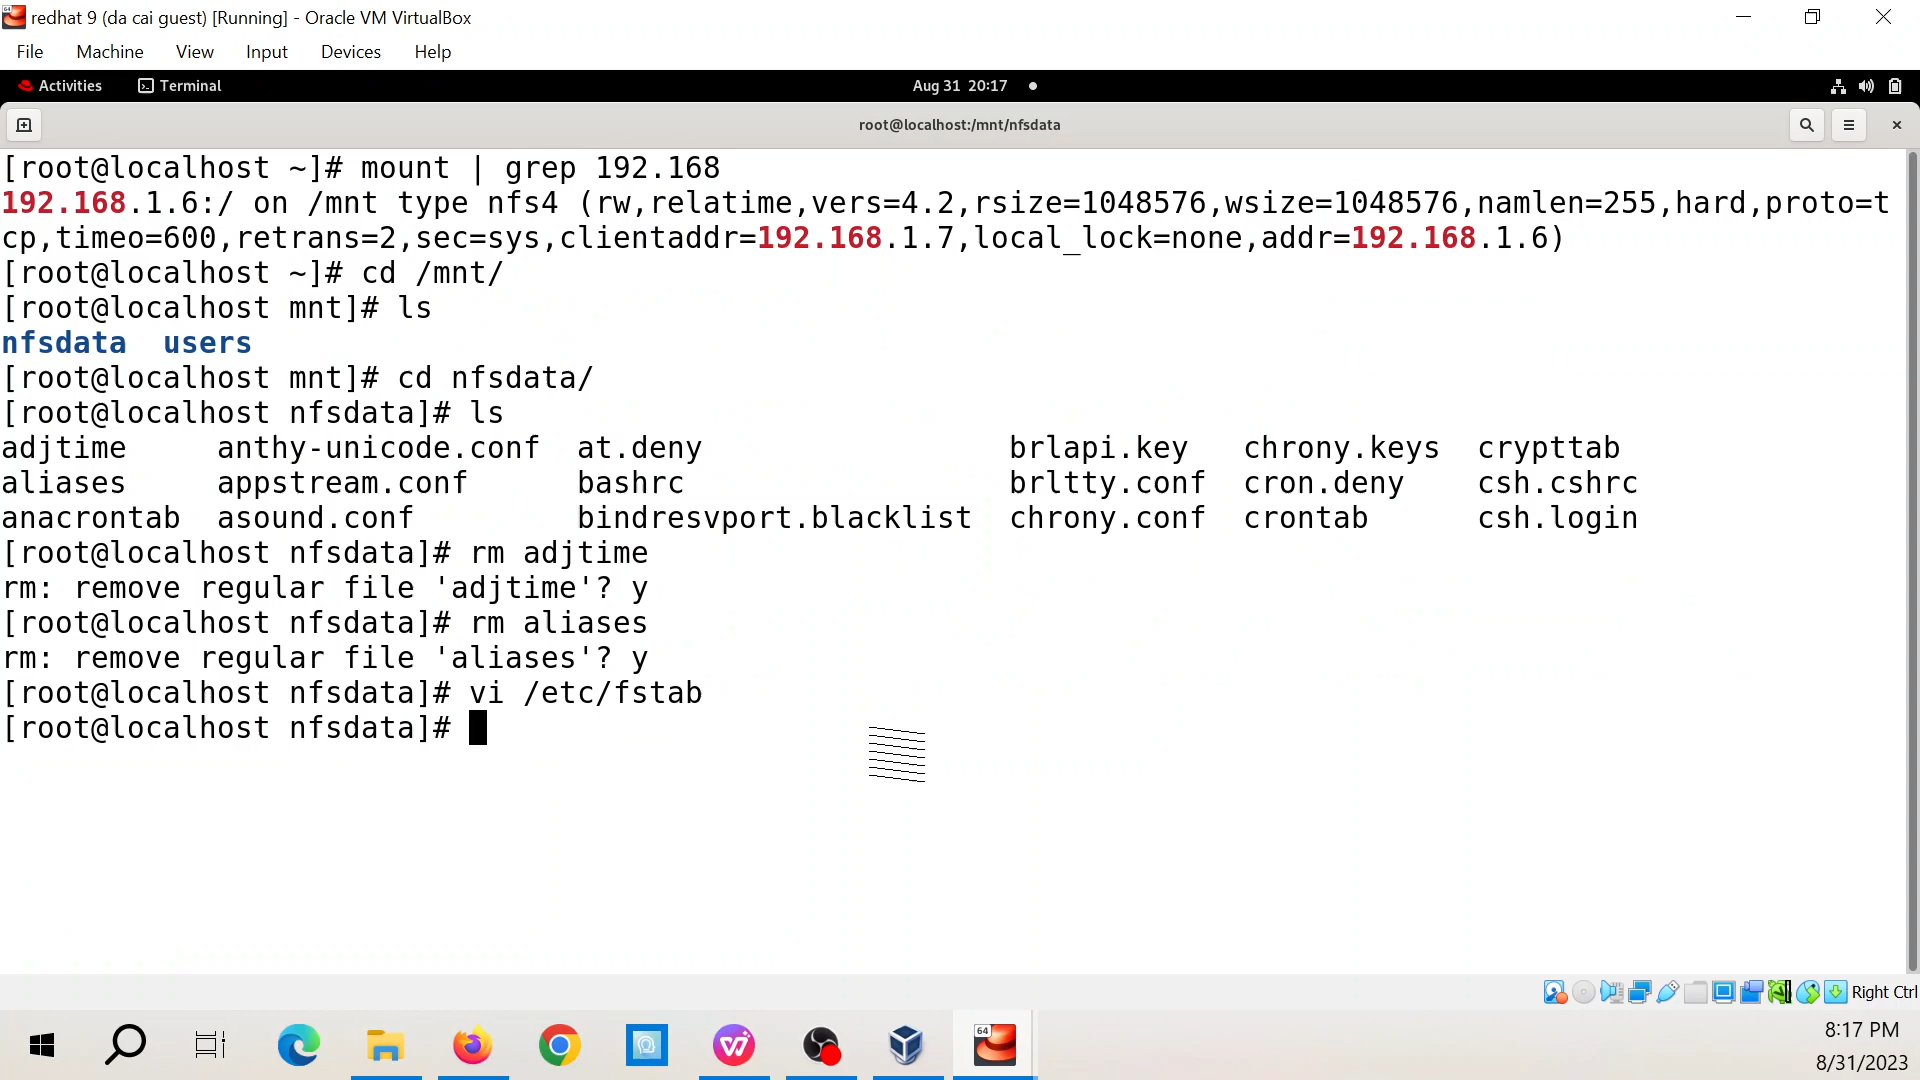 redhat 9 (da cai guest) [Running] - Oracle VM VirtualBox
File Machine View Input Devices Help
Activities Terminal Aug 31 20:17
root@localhost:/mnt/nfsdata
[root@localhost ~]# mount | grep 192.168
192.168.1.6:/ on /mnt type nfs4 (rw,relatime,vers=4.2,rsize=1048576,wsize=1048576,namlen=255,hard,proto=t
cp,timeo=600,retrans=2,sec=sys,clientaddr=192.168.1.7,local_lock=none,addr=192.168.1.6)
[root@localhost ~]# cd /mnt/
[root@localhost mnt]# ls
nfsdata  users
[root@localhost mnt]# cd nfsdata/
[root@localhost nfsdata]# ls
adjtime     anthy-unicode.conf  at.deny                 brlapi.key   chrony.keys  crypttab
aliases     appstream.conf      bashrc                  brltty.conf  cron.deny    csh.cshrc
anacrontab  asound.conf         bindresvport.blacklist  chrony.conf  crontab      csh.login
[root@localhost nfsdata]# rm adjtime
rm: remove regular file 'adjtime'? y
[root@localhost nfsdata]# rm aliases
rm: remove regular file 'aliases'? y
[root@localhost nfsdata]# vi /etc/fstab
[root@localhost nfsdata]#
Right Ctrl
64
8:17 PM
8/31/2023